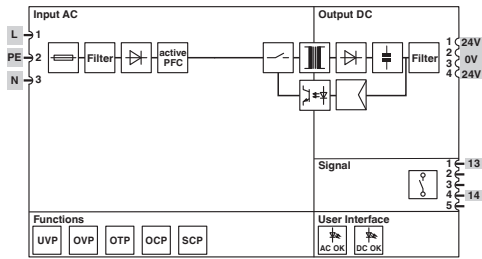 Input AC
Output DC
L
1
PE
2
N
3
Filter
active
PFC
Filter
1
24V
2
0V
3
4
24V
Signal
1
13
2
3
4
14
5
Functions
UVP
OVP
OTP
OCP
SCP
User Interface
AC OK
DC OK